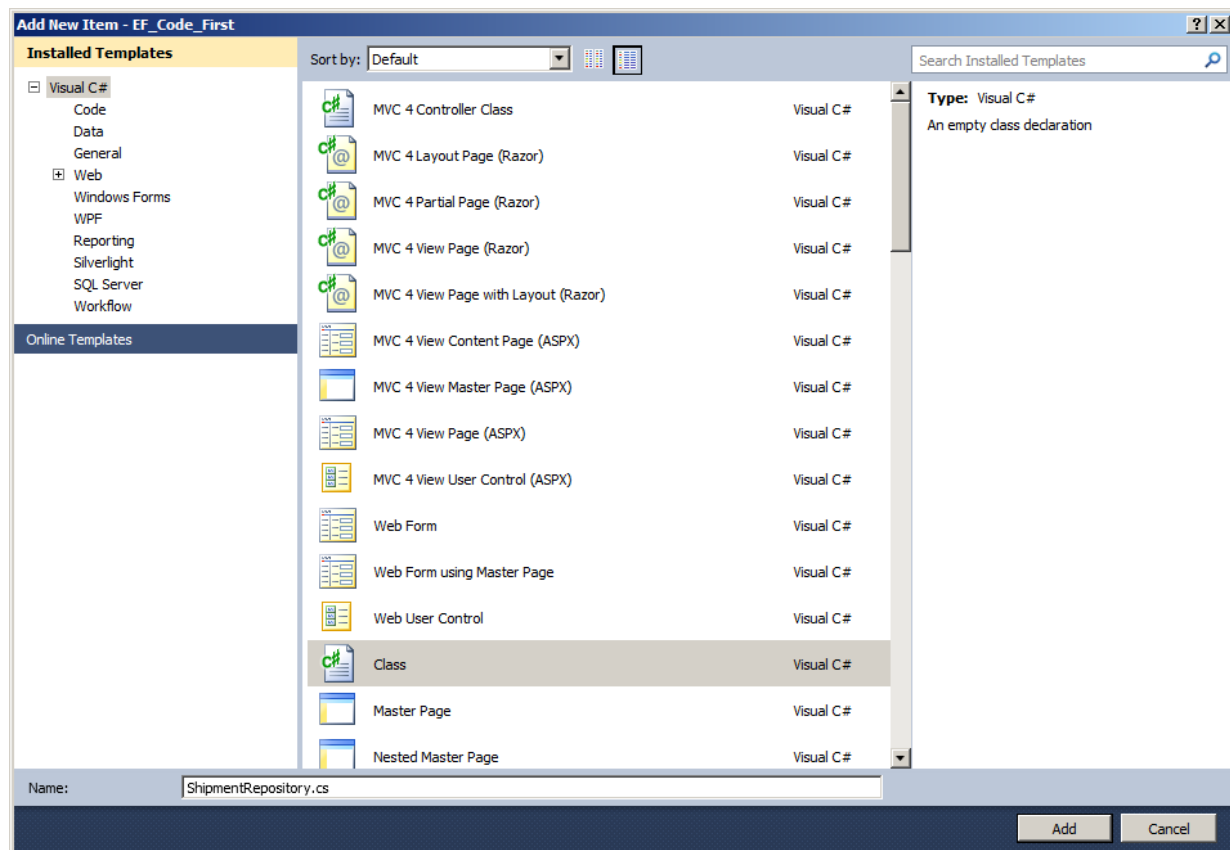 Add New Item - EF_Code_First
Installed Templates
Sort by: Default
Search Installed Templates
Visual C#
Code
Data
General
Web
Windows Forms
WPF
Reporting
Silverlight
SQL Server
Workflow
Online Templates
MVC 4 Controller Class Visual C#
MVC 4 Layout Page (Razor) Visual C#
MVC 4 Partial Page (Razor) Visual C#
MVC 4 View Page (Razor) Visual C#
MVC 4 View Page with Layout (Razor) Visual C#
MVC 4 View Content Page (ASPX) Visual C#
MVC 4 View Master Page (ASPX) Visual C#
MVC 4 View Page (ASPX) Visual C#
MVC 4 View User Control (ASPX) Visual C#
Web Form Visual C#
Web Form using Master Page Visual C#
Web User Control Visual C#
Class Visual C#
Master Page Visual C#
Nested Master Page Visual C#
Type: Visual C#
An empty class declaration
Name: ShipmentRepository.cs
Add Cancel